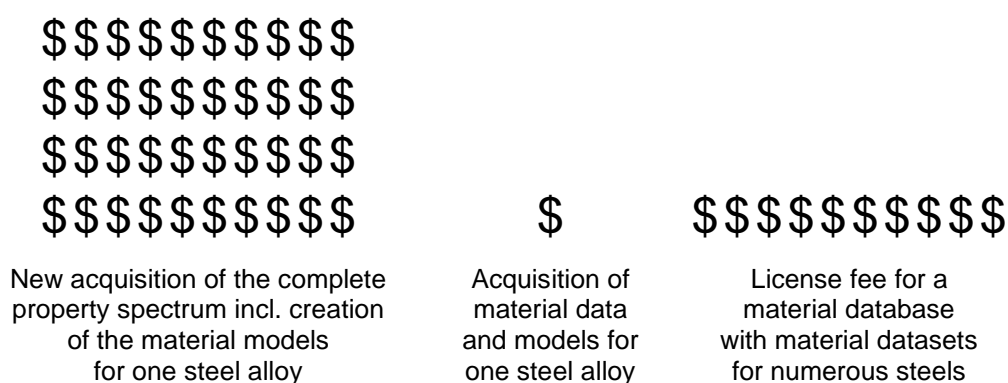 $$$$$$$$$$
$$$$$$$$$$
$$$$$$$$$$
$$$$$$$$$$
New acquisition of the complete
property spectrum incl. creation
of the material models
for one steel alloy
$
Acquisition of
material data
and models for
one steel alloy
$$$$$$$$$$
License fee for a
material database
with material datasets
for numerous steels